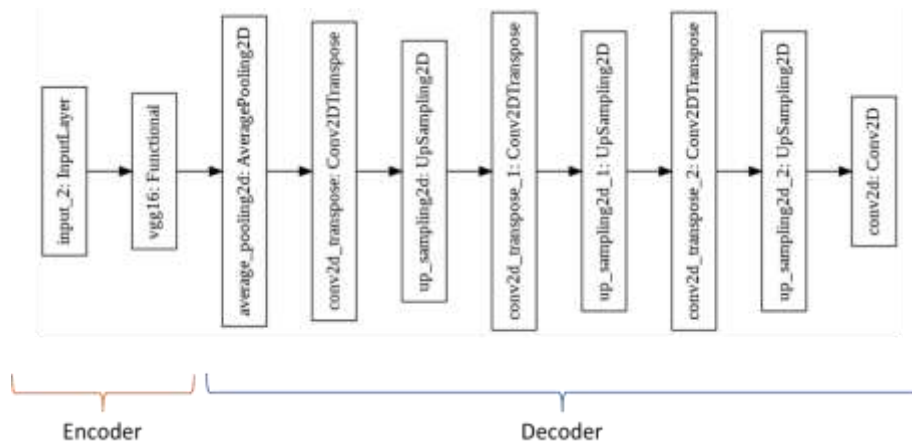 input_2: InputLayer
vgg16: Functional
average_pooling2d: AveragePooling2D
conv2d_transpose: Conv2DTranspose
up_sampling2d: UpSampling2D
conv2d_transpose_1: Conv2DTranspose
up_sampling2d_1: UpSampling2D
conv2d_transpose_2: Conv2DTranspose
up_sampling2d_2: UpSampling2D
conv2d: Conv2D
Encoder
Decoder